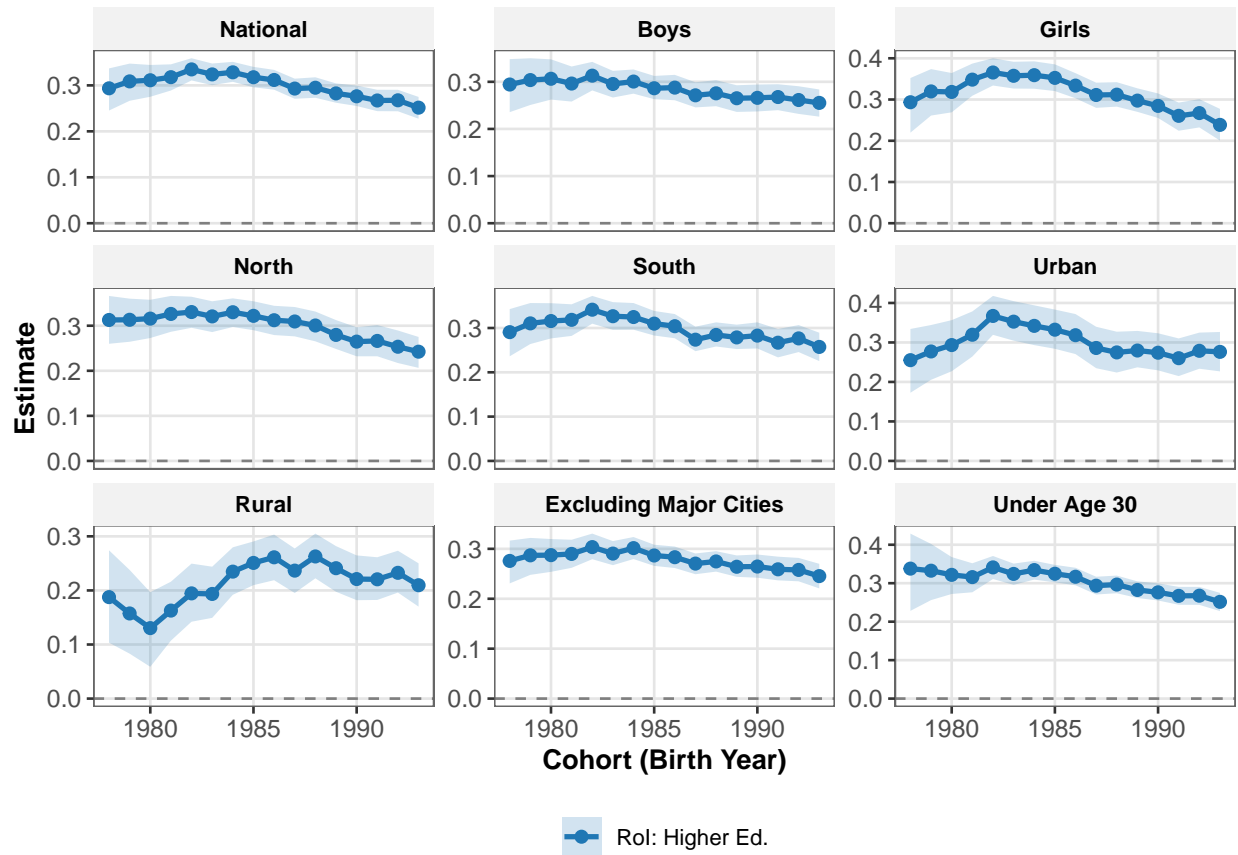 National
Boys
Girls
0.3
0.2
0.1
0.0
0.3
0.2
0.1
0.0
0.4
0.3
0.2
0.1
0.0
North
South
Urban
0.3
0.2
0.1
0.0
0.3
0.2
0.1
0.0
0.4
0.3
0.2
0.1
0.0
Estimate
Rural
Excluding Major Cities
Under Age 30
0.3
0.2
0.1
0.0
0.3
0.2
0.1
0.0
0.4
0.3
0.2
0.1
0.0
1980 1985 1990
1980 1985 1990
1980 1985 1990
Cohort (Birth Year)
RoI: Higher Ed.